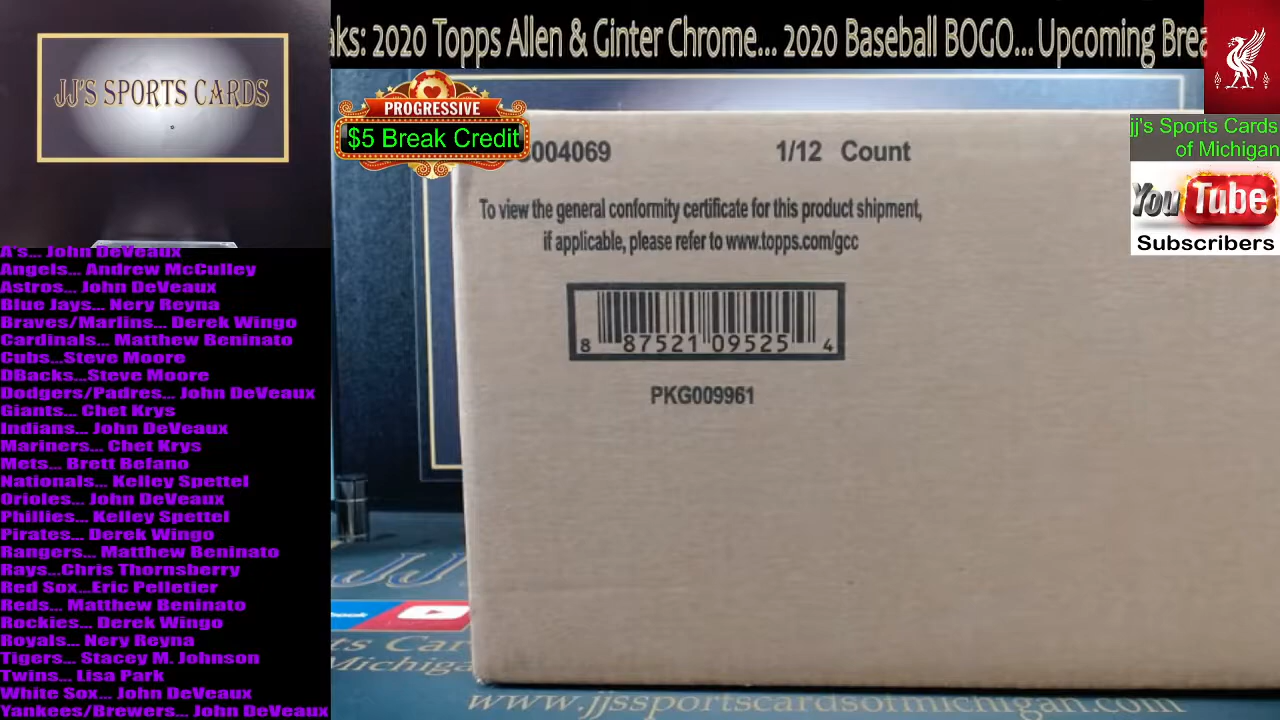 aks: 2020 Topps Allen & Ginter Chrome... 2020 Baseball BOGO... Upcoming Brea
JJ'S SPORTS CARDS
PROGRESSIVE
$5 Break Credit
jj's Sports Cards
of Michigan
YouTube
Subscribers
004069 1/12 Count
To view the general conformity certificate for this product shipment,
if applicable, please refer to www.topps.com/gcc
8 87521 09525 4
PKG009961
A's... John DeVeaux
Angels... Andrew McCulley
Astros... John DeVeaux
Blue Jays... Nery Reyna
Braves/Marlins... Derek Wingo
Cardinals... Matthew Beninato
Cubs...Steve Moore
DBacks...Steve Moore
Dodgers/Padres... John DeVeaux
Giants... Chet Krys
Indians... John DeVeaux
Mariners... Chet Krys
Mets... Brett Befano
Nationals... Kelley Spettel
Orioles... John DeVeaux
Phillies... Kelley Spettel
Pirates... Derek Wingo
Rangers... Matthew Beninato
Rays...Chris Thornsberry
Red Sox...Eric Pelletier
Reds... Matthew Beninato
Rockies... Derek Wingo
Royals... Nery Reyna
Tigers... Stacey M. Johnson
Twins... Lisa Park
White Sox... John DeVeaux
Yankees/Brewers... John DeVeaux
JJ
ts Ca
Michigan
www.jjssportscardsofmichigan.com